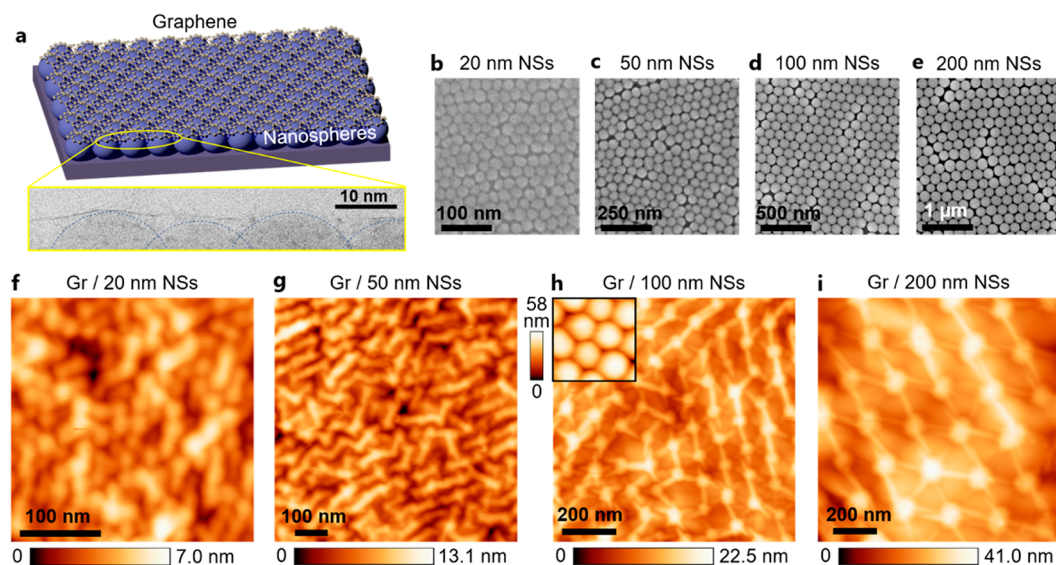 a
Graphene
Nanospheres
10 nm
b 20 nm NSs
100 nm
c 50 nm NSs
250 nm
d 100 nm NSs
500 nm
e 200 nm NSs
1 µm
f Gr / 20 nm NSs
100 nm
0 7.0 nm
g Gr / 50 nm NSs
100 nm
0 13.1 nm
h Gr / 100 nm NSs
58
nm
0
200 nm
0 22.5 nm
i Gr / 200 nm NSs
200 nm
0 41.0 nm